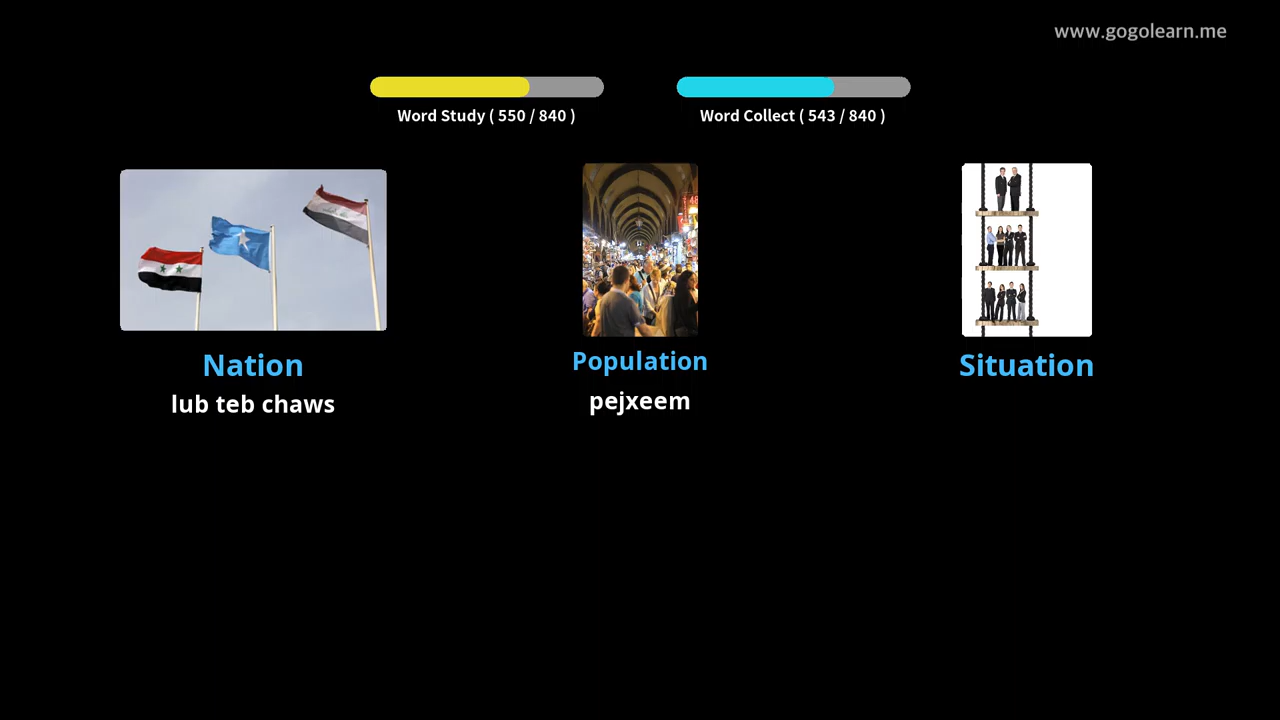 www.gogolearn.me
Word Study ( 550 / 840 )
Word Collect ( 543 / 840 )
Nation
lub teb chaws
Population
pejxeem
Situation